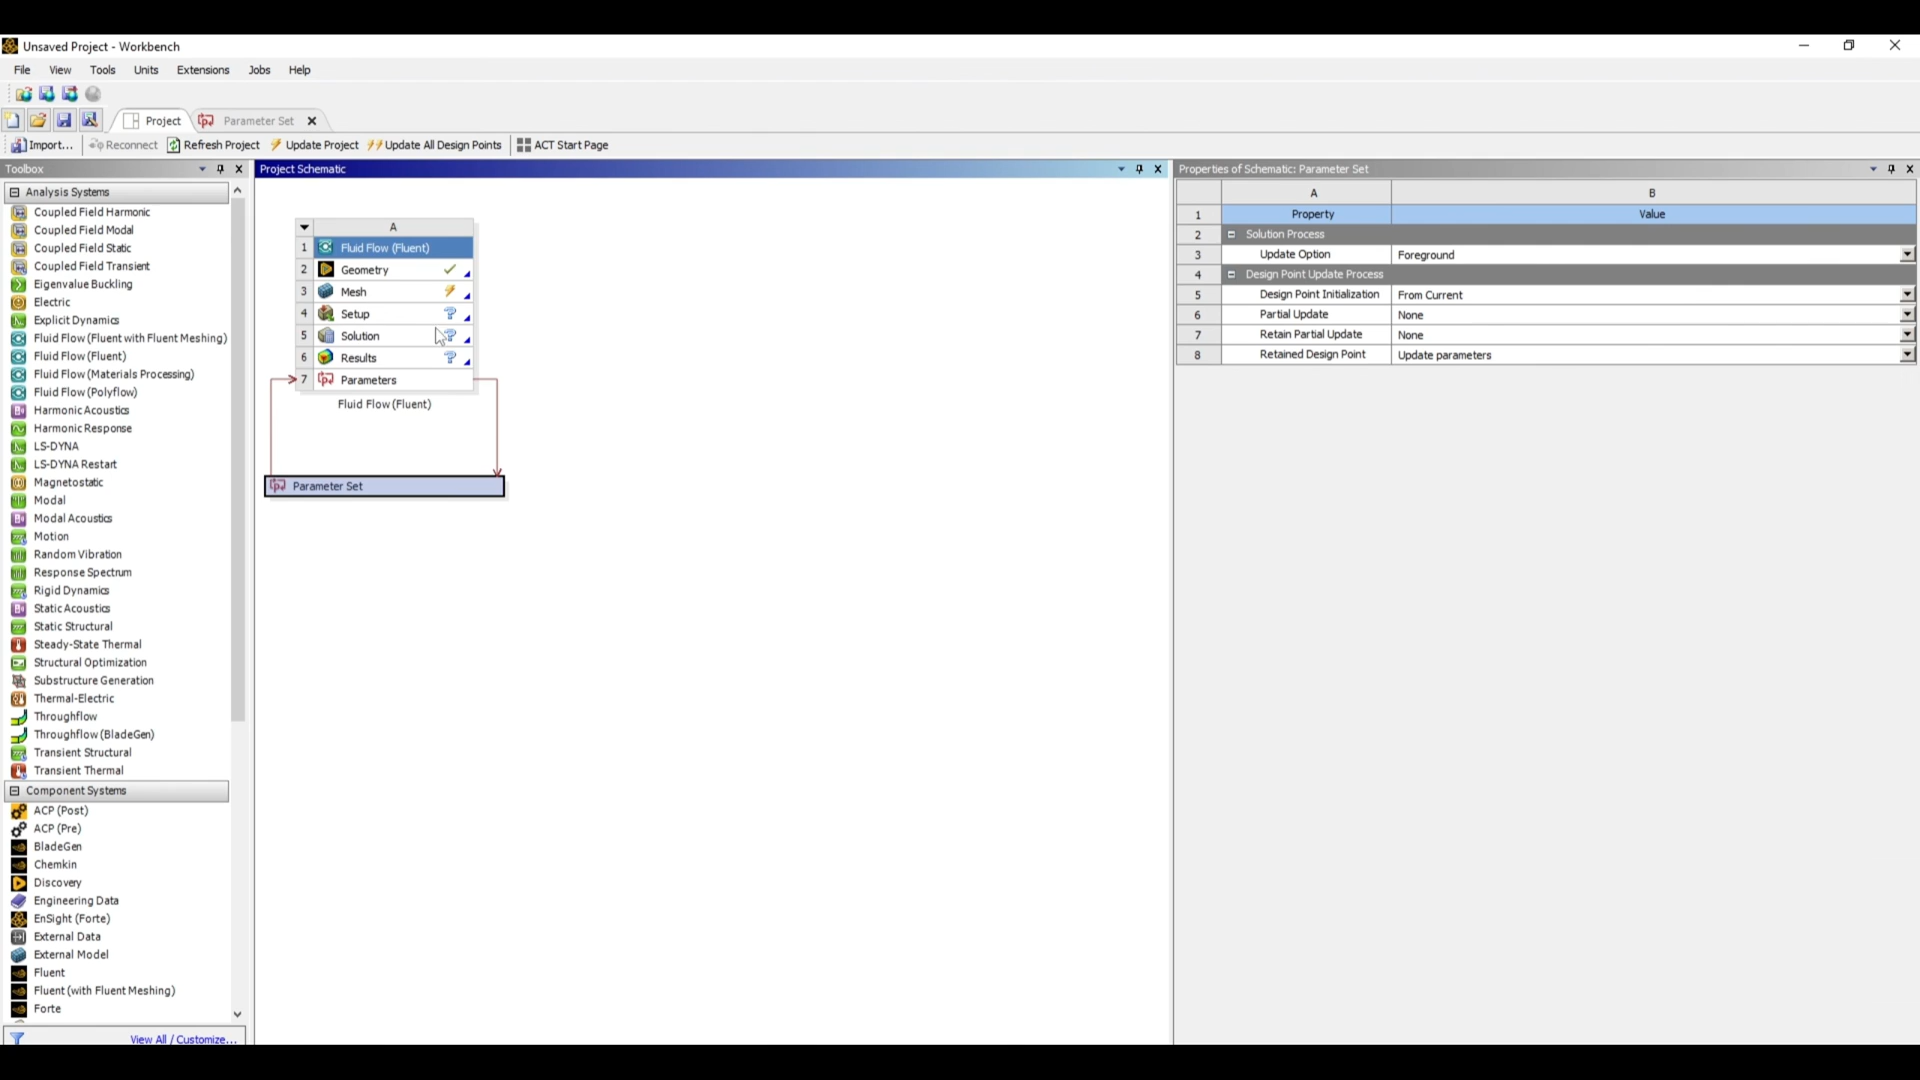 Unsaved Project - Workbench
File View Tools Units Extensions Jobs Help
Project Parameter Set
Import... Reconnect Refresh Project Update Project Update All Design Points ACT Start Page
Toolbox
Analysis Systems
Coupled Field Harmonic
Coupled Field Modal
Coupled Field Static
Coupled Field Transient
Eigenvalue Buckling
Electric
Explicit Dynamics
Fluid Flow (Fluent with Fluent Meshing)
Fluid Flow (Fluent)
Fluid Flow (Materials Processing)
Fluid Flow (Polyflow)
Harmonic Acoustics
Harmonic Response
LS-DYNA
LS-DYNA Restart
Magnetostatic
Modal
Modal Acoustics
Motion
Random Vibration
Response Spectrum
Rigid Dynamics
Static Acoustics
Static Structural
Steady-State Thermal
Structural Optimization
Substructure Generation
Thermal-Electric
Throughflow
Throughflow (BladeGen)
Transient Structural
Transient Thermal
Component Systems
ACP (Post)
ACP (Pre)
BladeGen
Chemkin
Discovery
Engineering Data
EnSight (Forte)
External Data
External Model
Fluent
Fluent (with Fluent Meshing)
Forte
View All / Customize...
Project Schematic
A
1 Fluid Flow (Fluent)
2 Geometry
3 Mesh
4 Setup
5 Solution
6 Results
7 Parameters
Fluid Flow (Fluent)
Parameter Set
Properties of Schematic: Parameter Set
A B
1 Property Value
2 Solution Process
3 Update Option Foreground
4 Design Point Update Process
5 Design Point Initialization From Current
6 Partial Update None
7 Retain Partial Update None
8 Retained Design Point Update parameters